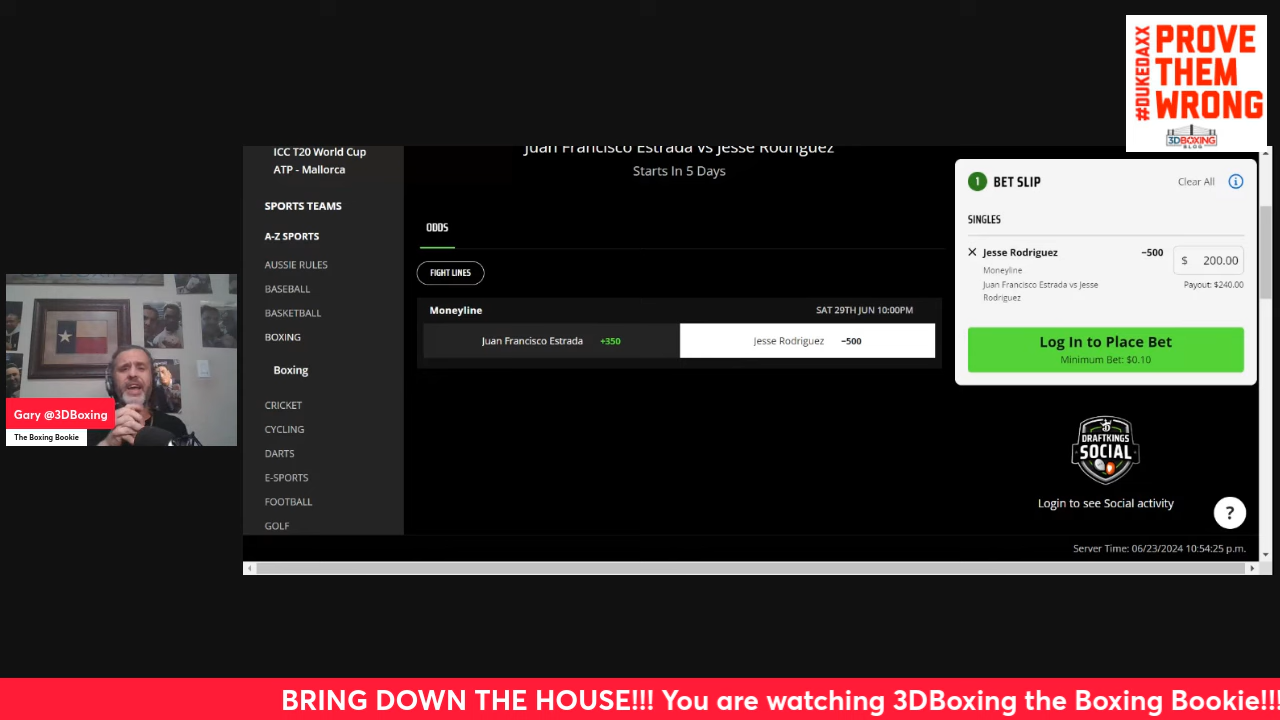 #DUKEDAXX
PROVE
THEM
WRONG
3DBOXING
BLOG
ICC T20 World Cup
ATP - Mallorca
SPORTS TEAMS
A-Z SPORTS
AUSSIE RULES
BASEBALL
BASKETBALL
BOXING
Boxing
CRICKET
CYCLING
DARTS
E-SPORTS
FOOTBALL
GOLF
Juan Francisco Estrada vs Jesse Rodriguez
Starts In 5 Days
ODDS
FIGHT LINES
Moneyline SAT 29TH JUN 10:00PM
Juan Francisco Estrada +350 Jesse Rodriguez −500
1 BET SLIP Clear All i
SINGLES
Jesse Rodriguez −500 $ 200.00
Moneyline
Juan Francisco Estrada vs Jesse
Rodriguez
Payout: $240.00
Log In to Place Bet
Minimum Bet: $0.10
DRAFTKINGS
SOCIAL
Login to see Social activity
?
Server Time: 06/23/2024 10:54:25 p.m.
Gary @3DBoxing
The Boxing Bookie
BRING DOWN THE HOUSE!!! You are watching 3DBoxing the Boxing Bookie!!!